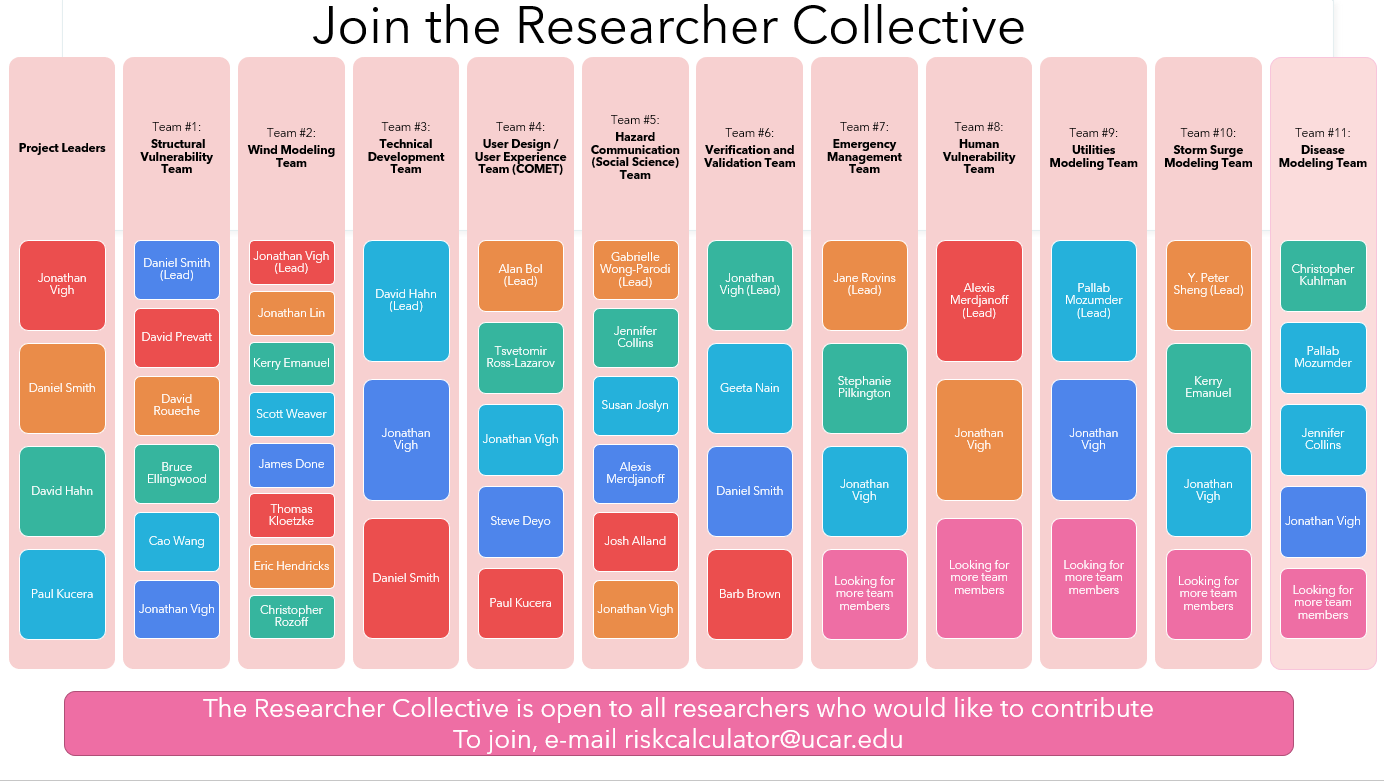 Join the Researcher Collective
Project Leaders
Jonathan
Vigh
Daniel Smith
David Hahn
Paul Kucera
Team #1:
Structural
Vulnerability
Team
Daniel Smith
(Lead)
David Prevatt
David
Roueche
Bruce
Ellingwood
Cao Wang
Jonathan Vigh
Team #2:
Wind Modeling
Team
Jonathan Vigh
(Lead)
Jonathan Lin
Kerry Emanuel
Scott Weaver
James Done
Thomas
Kloetzke
Eric Hendricks
Christopher
Rozoff
Team #3:
Technical
Development
Team
David Hahn
(Lead)
Jonathan
Vigh
Daniel Smith
Team #4:
User Design /
User Experience
Team (COMET)
Alan Bol
(Lead)
Tsvetomir
Ross-Lazarov
Jonathan Vigh
Steve Deyo
Paul Kucera
Team #5:
Hazard
Communication
(Social Science)
Team
Gabrielle
Wong-Parodi
(Lead)
Jennifer
Collins
Susan Joslyn
Alexis
Merdjanoff
Josh Alland
Jonathan Vigh
Team #6:
Verification and
Validation Team
Jonathan
Vigh (Lead)
Geeta Nain
Daniel Smith
Barb Brown
Team #7:
Emergency
Management
Team
Jane Rovins
(Lead)
Stephanie
Pilkington
Jonathan
Vigh
Looking for
more team
members
Team #8:
Human
Vulnerability
Team
Alexis
Merdjanoff
(Lead)
Jonathan
Vigh
Looking for
more team
members
Team #9:
Utilities
Modeling Team
Pallab
Mozumder
(Lead)
Jonathan
Vigh
Looking for
more team
members
Team #10:
Storm Surge
Modeling Team
Y. Peter
Sheng (Lead)
Kerry
Emanuel
Jonathan
Vigh
Looking for
more team
members
Team #11:
Disease
Modeling Team
Christopher
Kuhlman
Pallab
Mozumder
Jennifer
Collins
Jonathan Vigh
Looking for
more team
members
The Researcher Collective is open to all researchers who would like to contribute
To join, e-mail riskcalculator@ucar.edu